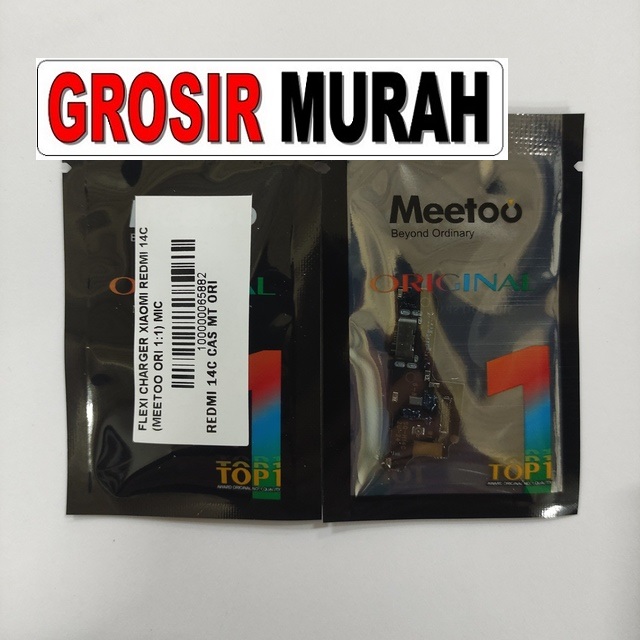 GROSIR MURAH
FLEXI CHARGER XIAOMI REDMI 14C
(MEETOO ORI 1:1) MIC
100000065882
REDMI 14C CAS MT ORI
TOP1
Meetoo
Beyond Ordinary
ORIGINAL
1
TOP1